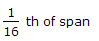 1/16 th of span